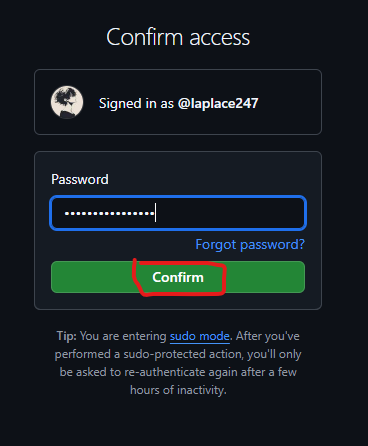 Confirm access
Signed in as @laplace247
Password
••••••••••••••••
Forgot password?
Confirm
Tip: You are entering sudo mode. After you've
performed a sudo-protected action, you'll only
be asked to re-authenticate again after a few
hours of inactivity.